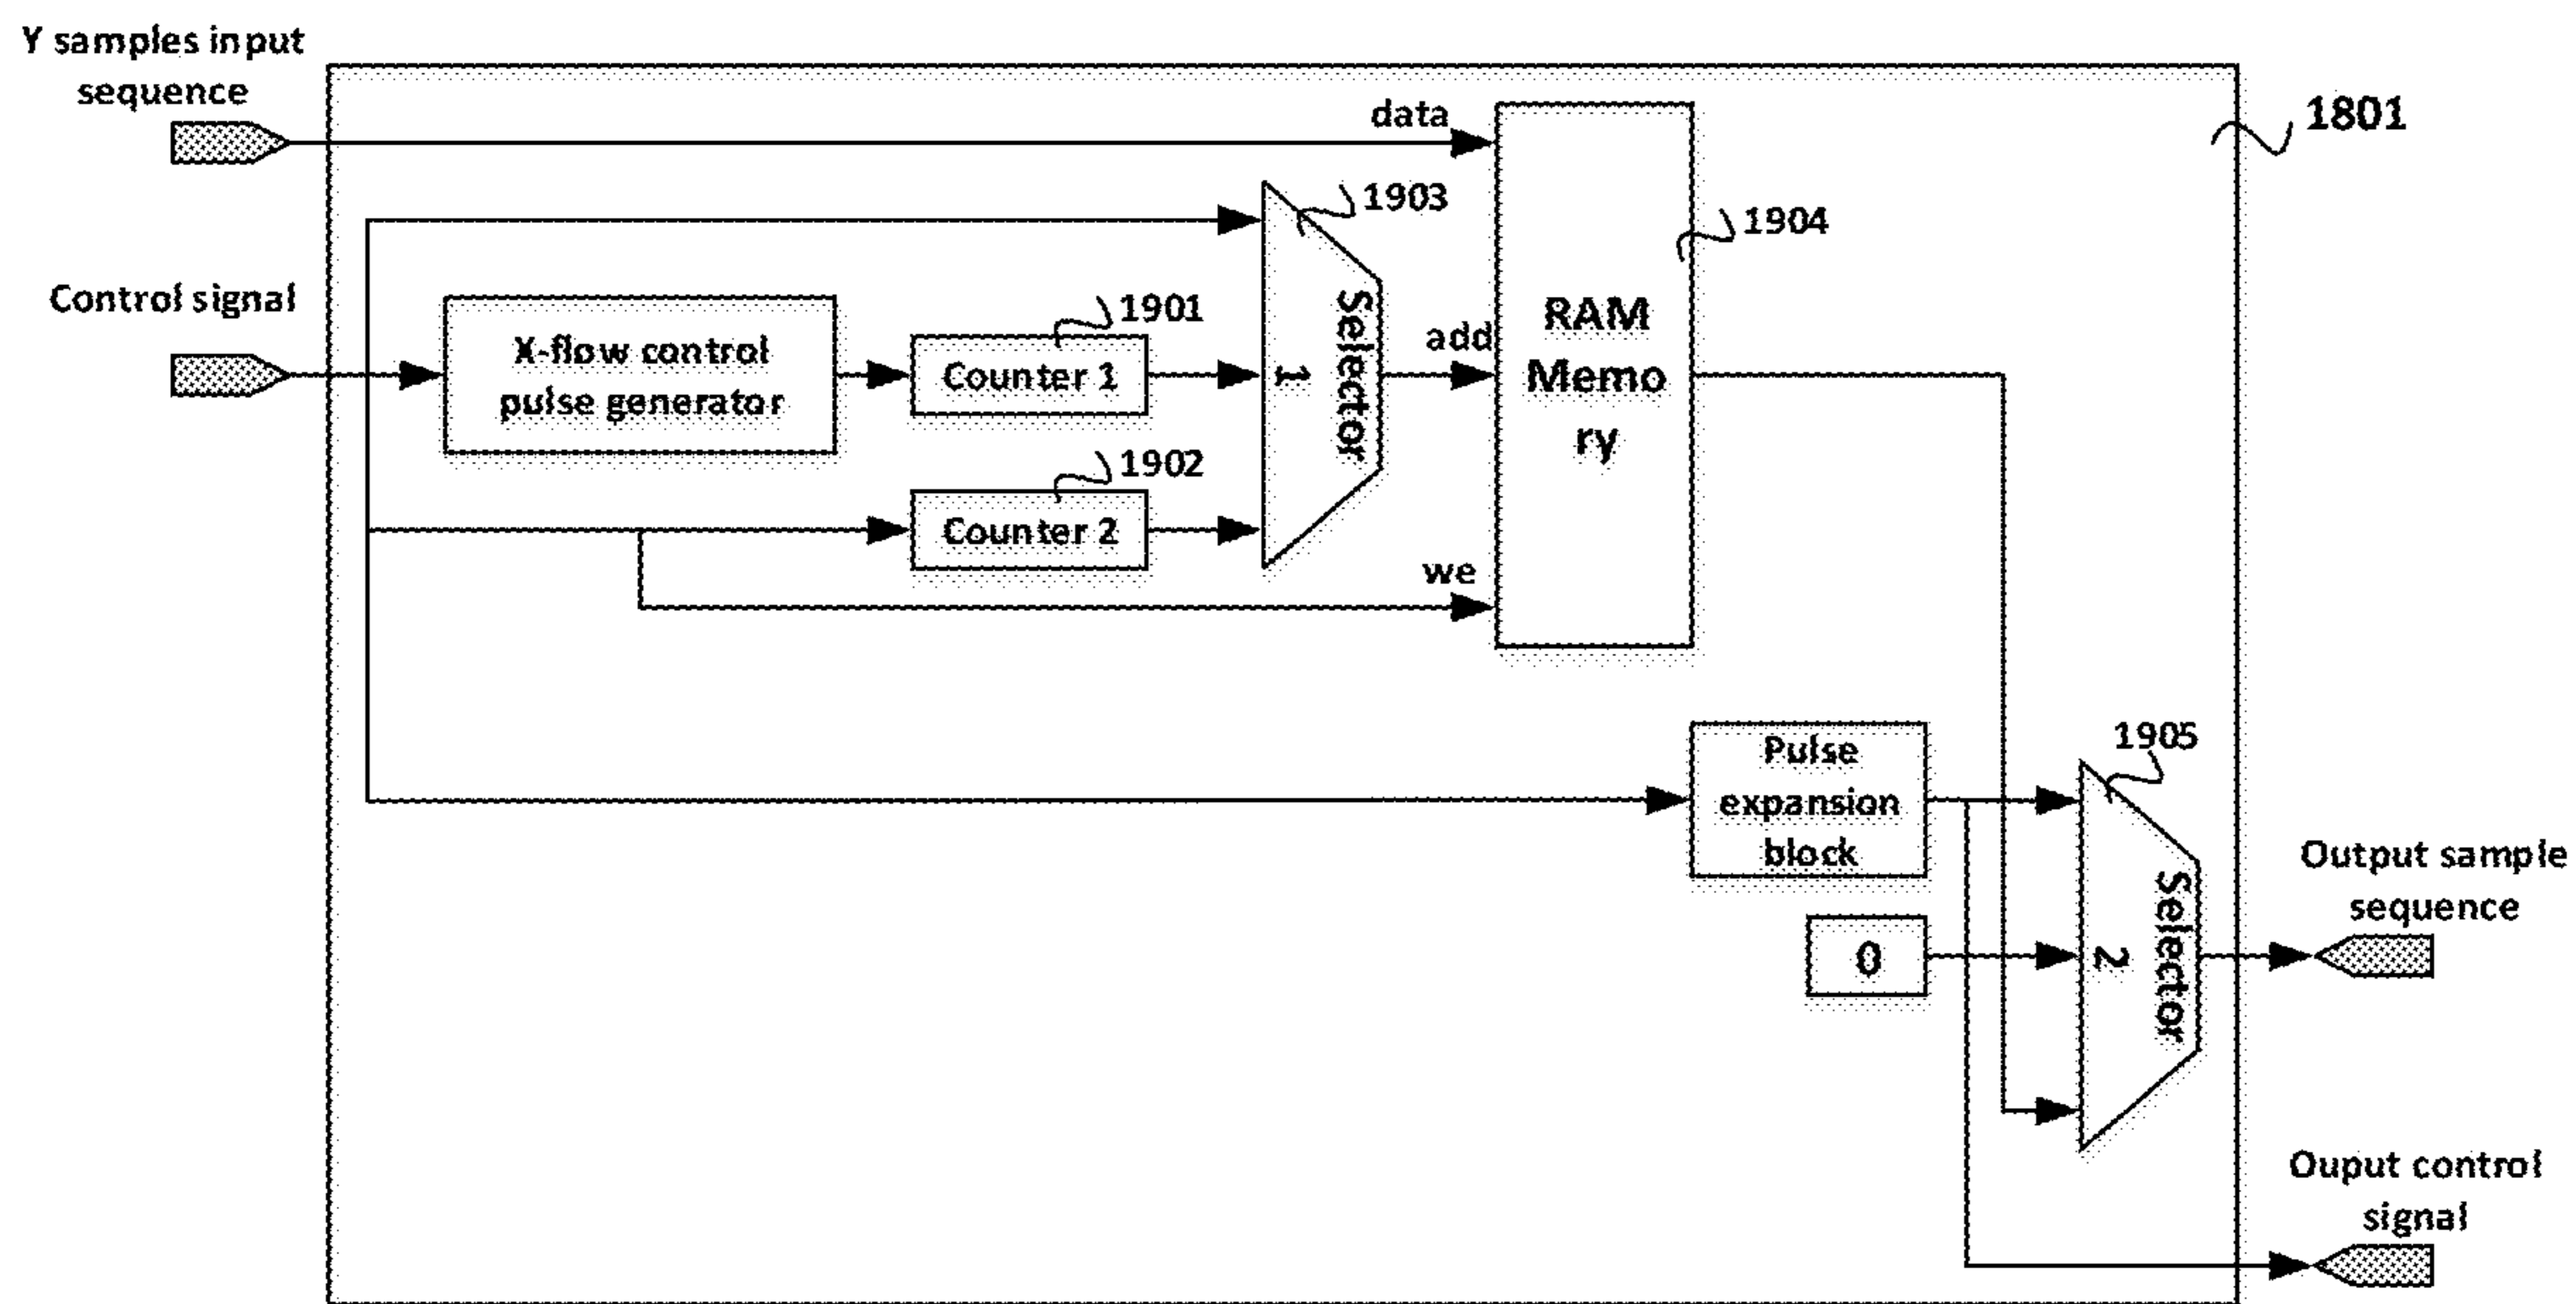 Y samples input
sequence
data
1801
1903
1904
Control signal
X-flow control
pulse generator
1901
Counter 1
1902
Counter 2
Selector
1
add
we
RAM
Memo
ry
Pulse
expansion
block
0
1905
Selector
2
Output sample
sequence
Ouput control
signal